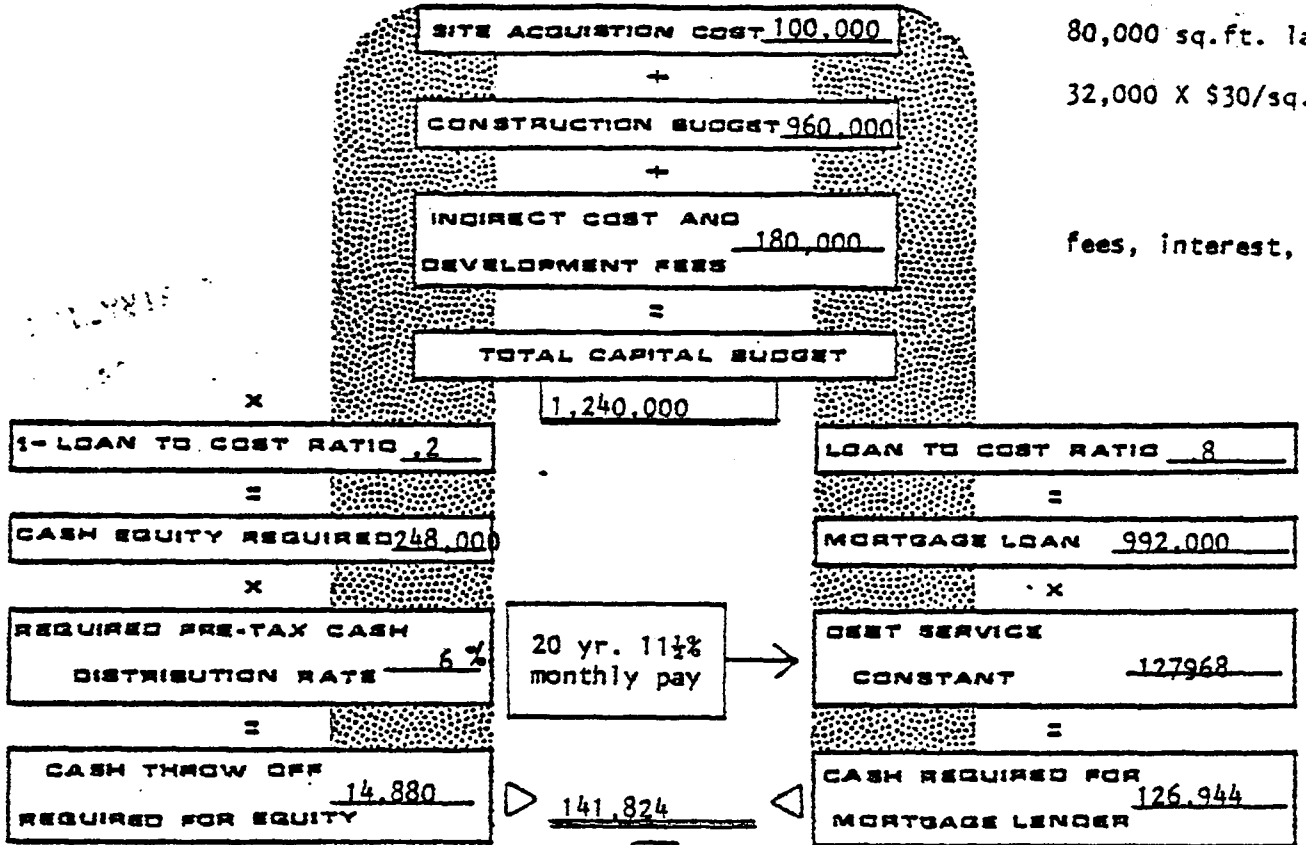 SITE ACQUISTION COST 100,000
80,000 sq.ft. la
+
32,000 X $30/sq.
CONSTRUCTION BUDGET 960,000
+
INDIRECT COST AND
180,000
DEVELOPMENT FEES
fees, interest,
=
TOTAL CAPITAL BUDGET
1,240,000
x
1- LOAN TO COST RATIO .2
LOAN TO COST RATIO .8
=
=
CASH EQUITY REQUIRED 248,000
MORTGAGE LOAN 992,000
x
x
REQUIRED PRE-TAX CASH
DISTRIBUTION RATE 6 %
20 yr. 11½%
monthly pay
DEBT SERVICE
CONSTANT 127968
=
=
CASH THROW OFF
14,880
REQUIRED FOR EQUITY
141,824
CASH REQUIRED FOR
126,944
MORTGAGE LENDER